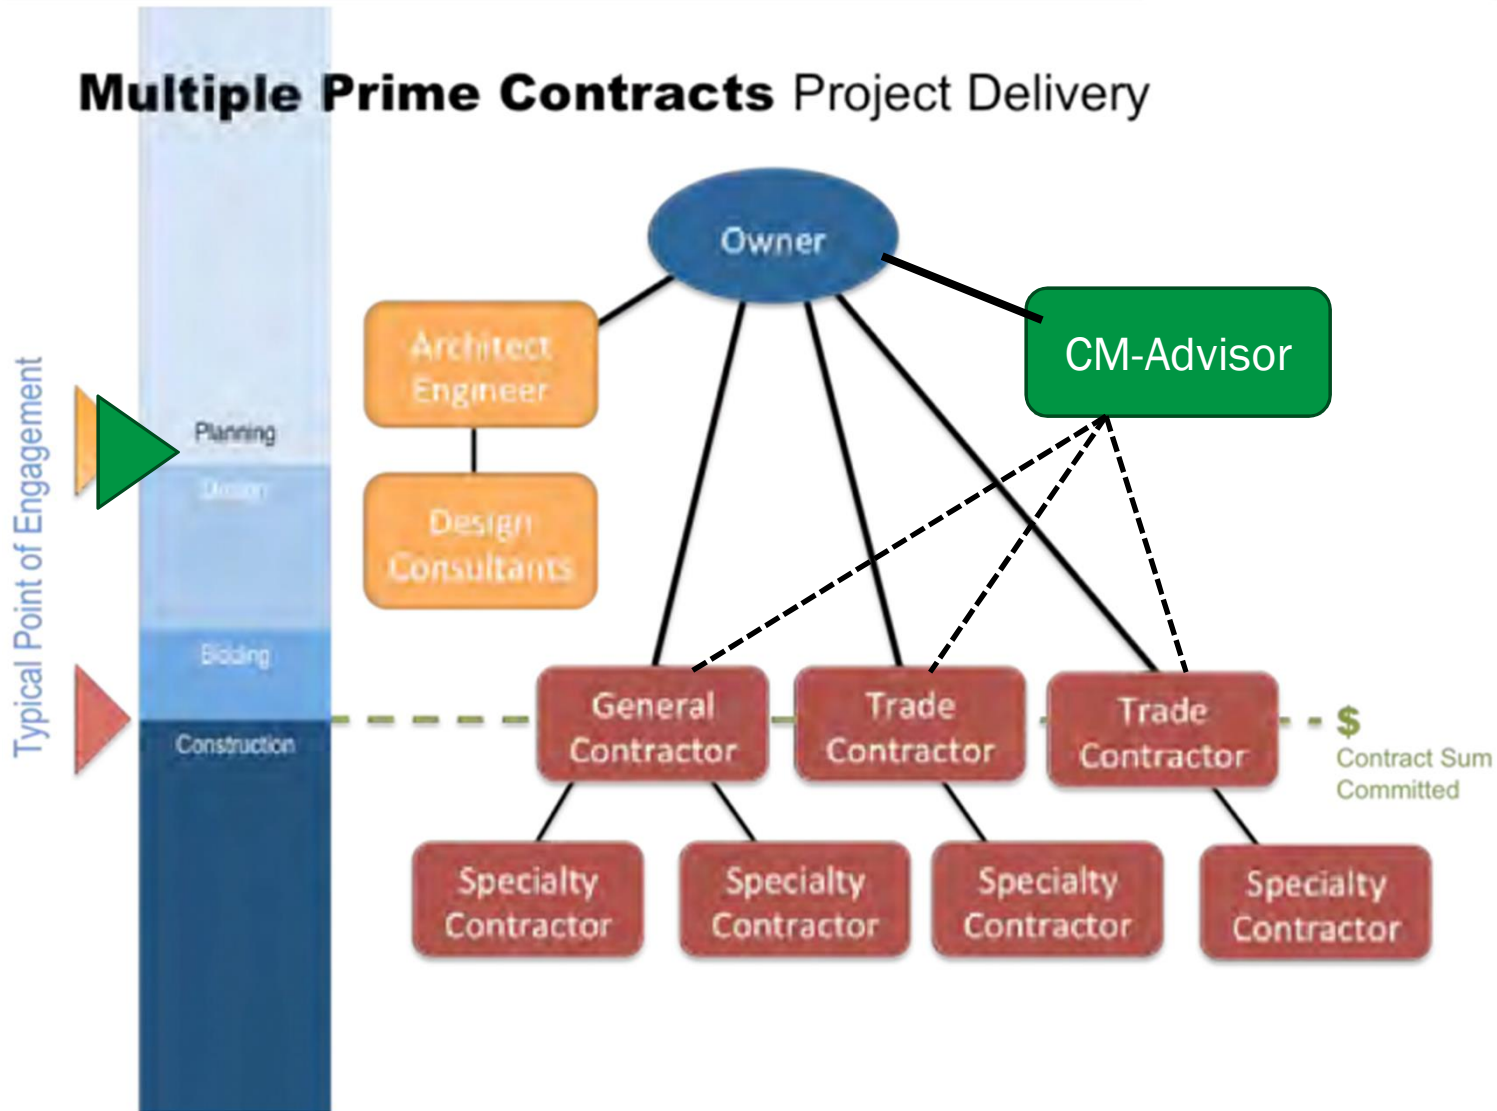 Multiple Prime Contracts Project Delivery
Owner
Architect
Engineer
CM-Advisor
Typical Point of Engagement
Planning
Design
Design
Consultants
Bidding
Construction
General
Contractor
Trade
Contractor
Trade
Contractor
$
Contract Sum
Committed
Specialty
Contractor
Specialty
Contractor
Specialty
Contractor
Specialty
Contractor